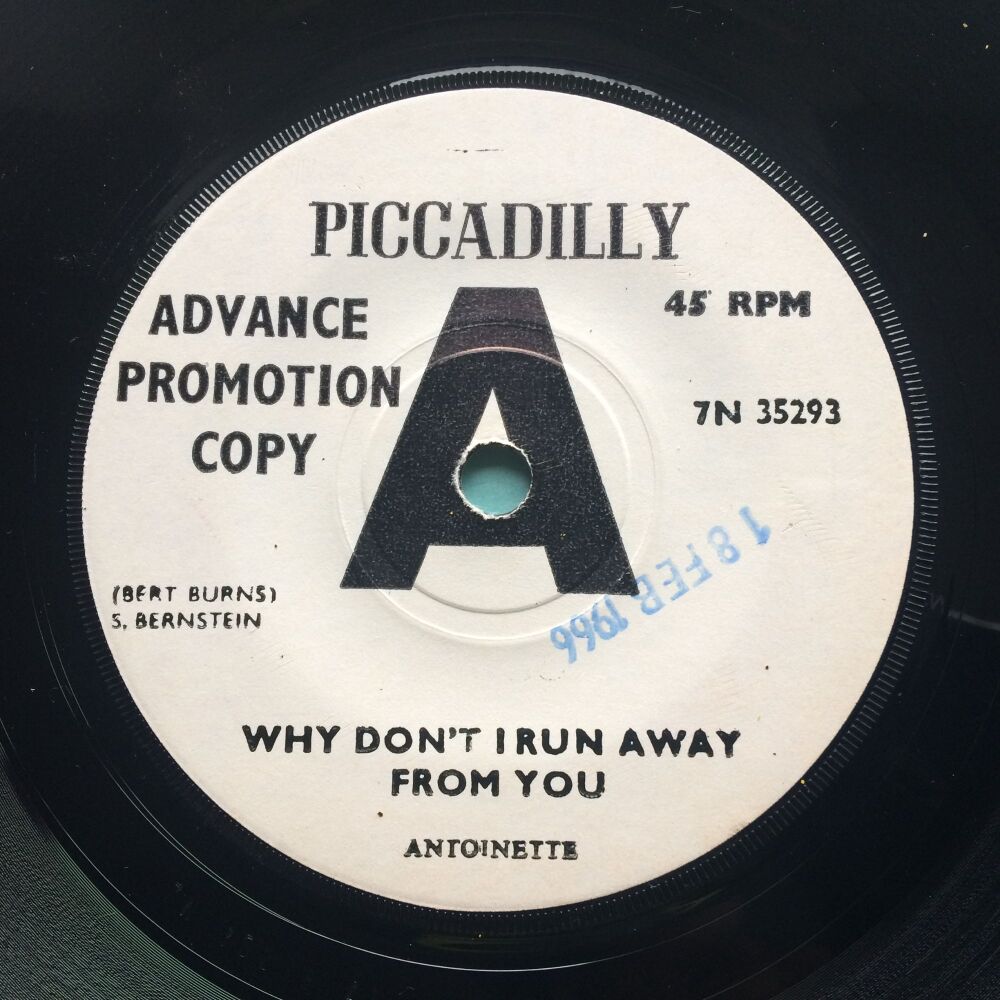 PICCADILLY
ADVANCE
PROMOTION
COPY
A
45 RPM
7N 35293
(BERT BURNS)
S. BERNSTEIN
18 FEB 1966
WHY DON'T I RUN AWAY
FROM YOU
ANTOINETTE